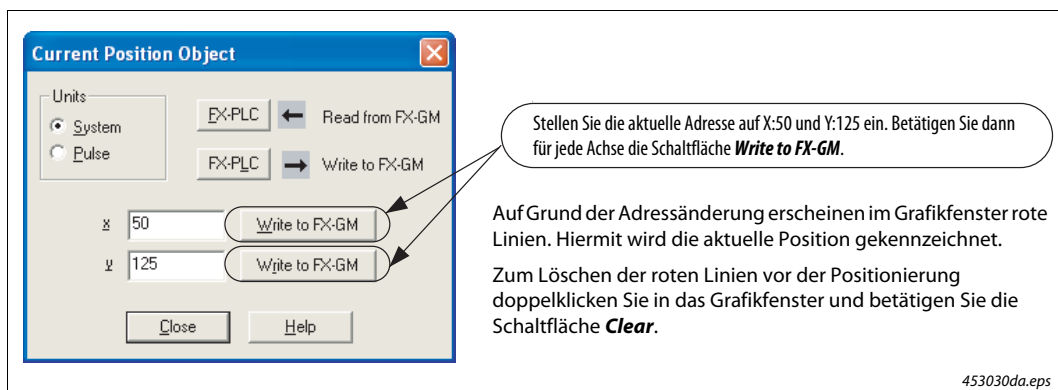 Current Position Object
Units
System
Pulse
FX-PLC ← Read from FX-GM
FX-PLC → Write to FX-GM
x 50 Write to FX-GM
y 125 Write to FX-GM
Close Help
Stellen Sie die aktuelle Adresse auf X:50 und Y:125 ein. Betätigen Sie dann
für jede Achse die Schaltfläche Write to FX-GM.
Auf Grund der Adressänderung erscheinen im Grafikfenster rote
Linien. Hiermit wird die aktuelle Position gekennzeichnet.
Zum Löschen der roten Linien vor der Positionierung
doppelklicken Sie in das Grafikfenster und betätigen Sie die
Schaltfläche Clear.
453030da.eps